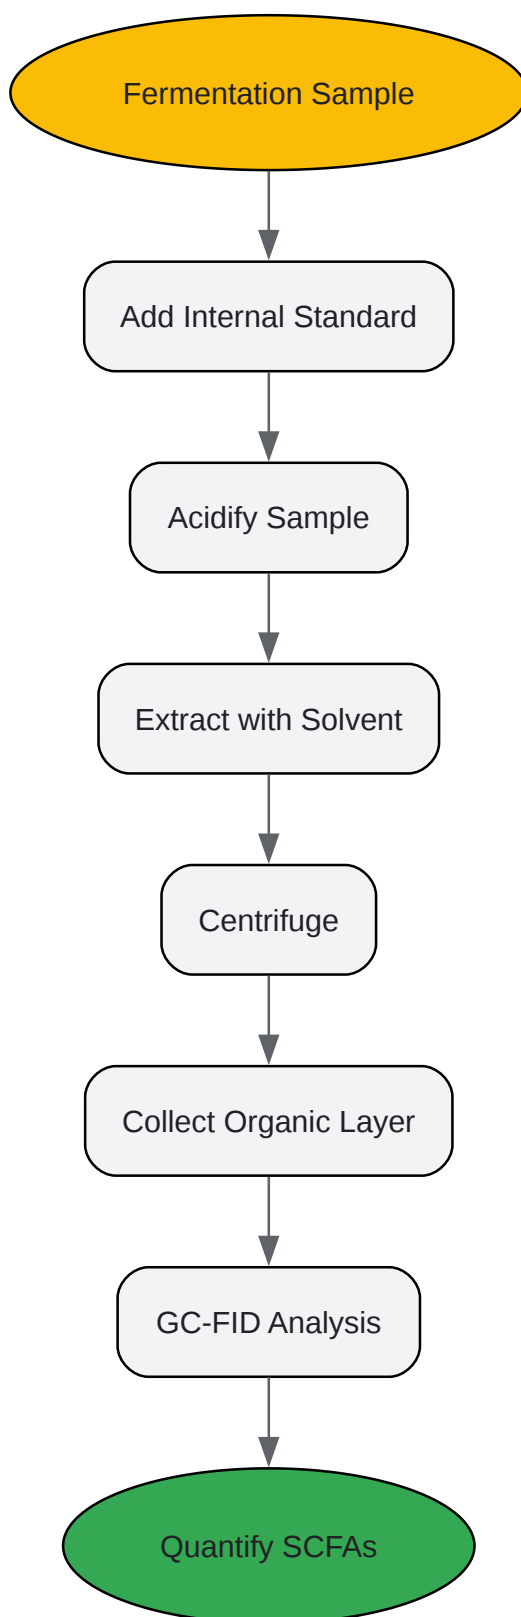 Fermentation Sample
Add Internal Standard
Acidify Sample
Extract with Solvent
Centrifuge
Collect Organic Layer
GC-FID Analysis
Quantify SCFAs